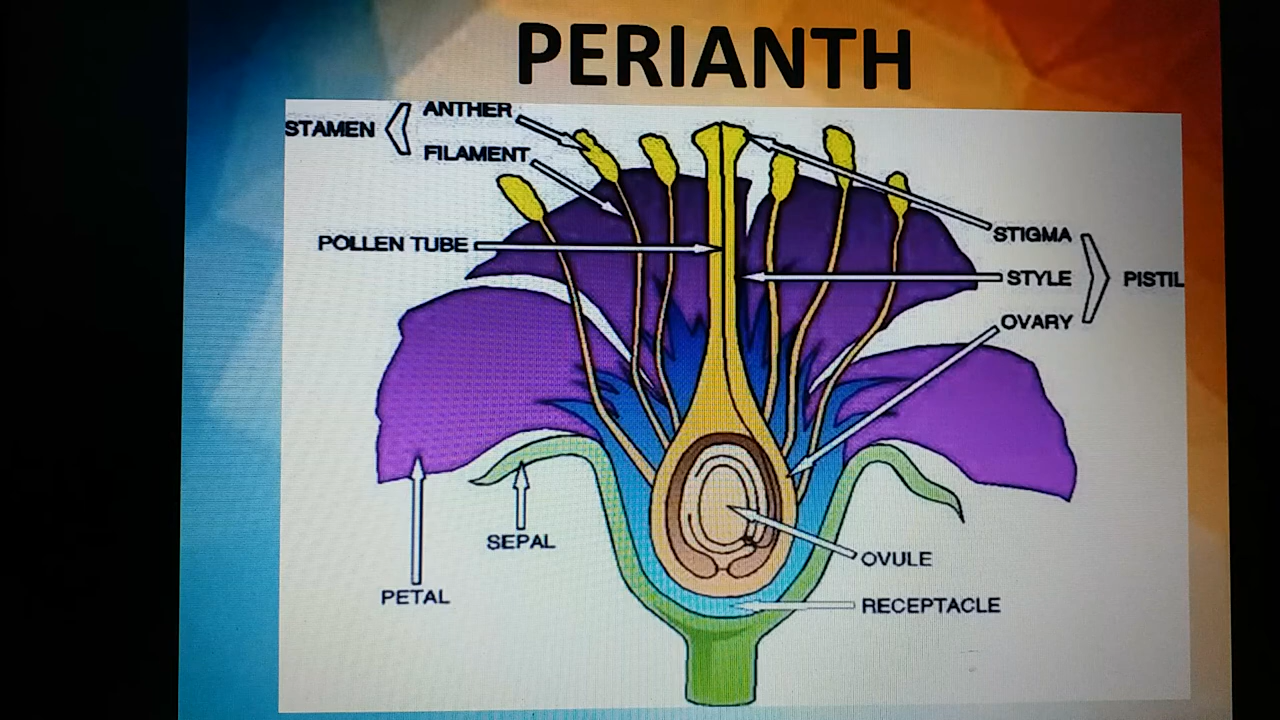 PERIANTH
STAMEN
ANTHER
FILAMENT
POLLEN TUBE
STIGMA
STYLE
PISTIL
OVARY
SEPAL
OVULE
PETAL
RECEPTACLE